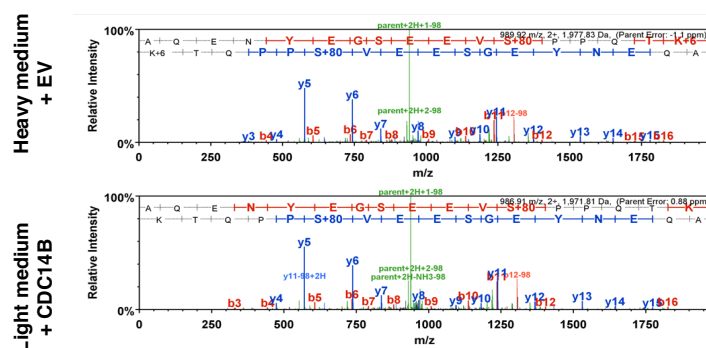 Heavy medium
+ EV
100%
parent+2H+1-98
989.92 m/z, 2+, 1,977.83 Da, (Parent Error: -1.1 ppm)
A Q E N Y E G S E E V S+80 P P Q T K+6
K+6 T Q P P S+80 V E E S G E Y N E Q A
Relative Intensity
y5
y6
parent+2H+2-98
y3 b4 y4 b5 b6 b7 y7 b8 y8 b9 b10 y10 b11 y11 b12-98 y12 b12 y13 y14 b15 y15 b16
0%
0 250 500 750 1000 1250 1500 1750
m/z
Light medium
+ CDC14B
100%
parent+2H+1-98
986.91 m/z, 2+, 1,971.81 Da, (Parent Error: 0.88 ppm)
A Q E N Y E G S E E V S+80 P P Q T K
K T Q P P S+80 V E E S G E Y N E Q A
Relative Intensity
y5
y11-98+2H
y6
parent+2H+2-98
parent+2H-NH3-98
b3 b4 y4 b5 b6 b7 y7 b8 y8 b9 y9 b10 y10 b11 y11 b12-98 y12 b12 y13 y14 y15 b16
0%
0 250 500 750 1000 1250 1500 1750
m/z